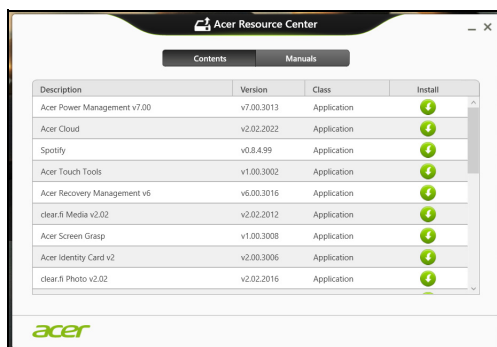 Acer Resource Center
Contents Manuals
Description Version Class Install
Acer Power Management v7.00 v7.00.3013 Application
Acer Cloud v2.02.2022 Application
Spotify v0.8.4.99 Application
Acer Touch Tools v1.00.3002 Application
Acer Recovery Management v6 v6.00.3016 Application
clear.fi Media v2.02 v2.02.2012 Application
Acer Screen Grasp v1.00.3008 Application
Acer Identity Card v2 v2.00.3006 Application
clear.fi Photo v2.02 v2.02.2016 Application
acer